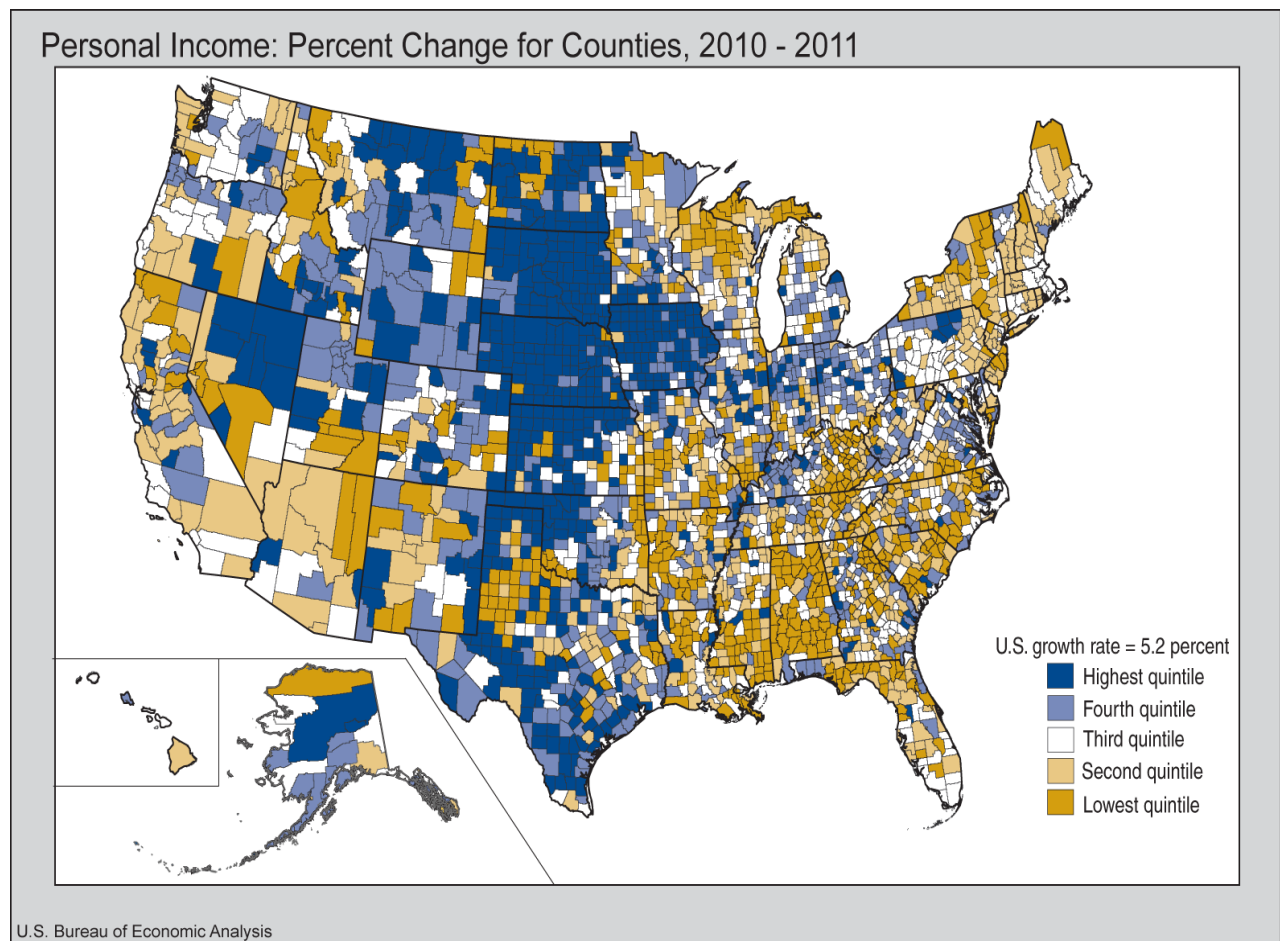 Personal Income: Percent Change for Counties, 2010 - 2011
U.S. growth rate = 5.2 percent
Highest quintile
Fourth quintile
Third quintile
Second quintile
Lowest quintile
U.S. Bureau of Economic Analysis